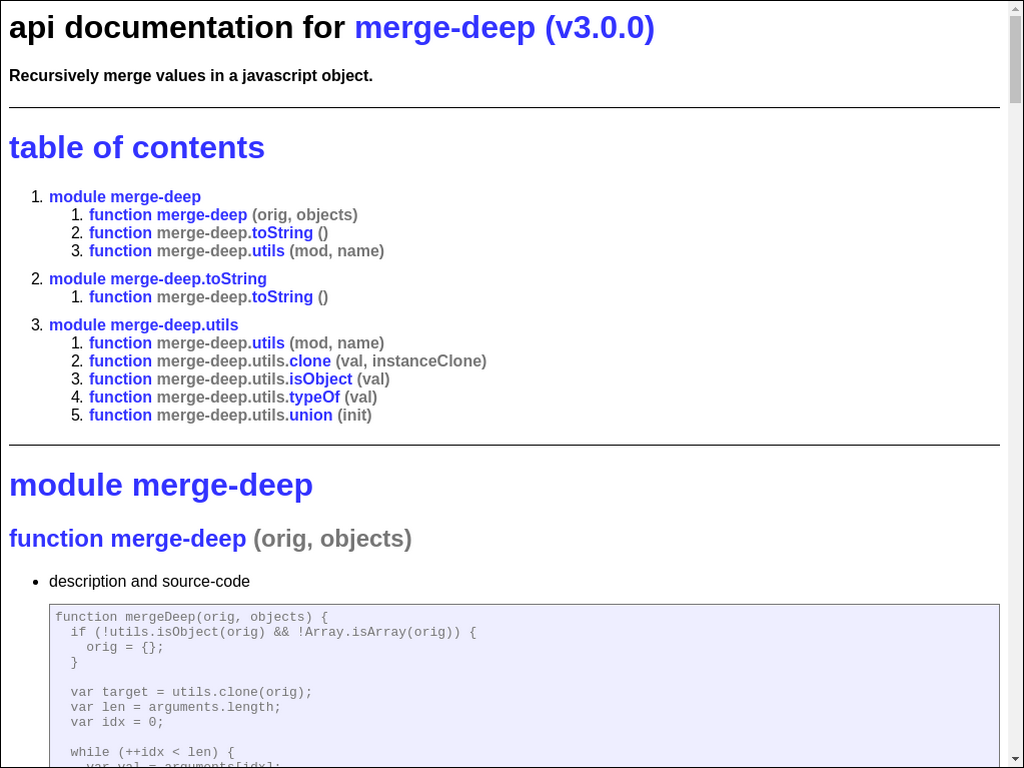 api documentation for merge-deep (v3.0.0)
Recursively merge values in a javascript object.
table of contents
1. module merge-deep
1. function merge-deep (orig, objects)
2. function merge-deep.toString ()
3. function merge-deep.utils (mod, name)
2. module merge-deep.toString
1. function merge-deep.toString ()
3. module merge-deep.utils
1. function merge-deep.utils (mod, name)
2. function merge-deep.utils.clone (val, instanceClone)
3. function merge-deep.utils.isObject (val)
4. function merge-deep.utils.typeOf (val)
5. function merge-deep.utils.union (init)
module merge-deep
function merge-deep (orig, objects)
• description and source-code
function mergeDeep(orig, objects) {
  if (!utils.isObject(orig) && !Array.isArray(orig)) {
    orig = {};
  }
  var target = utils.clone(orig);
  var len = arguments.length;
  var idx = 0;
  while (++idx < len) {
    var val = arguments[idx];